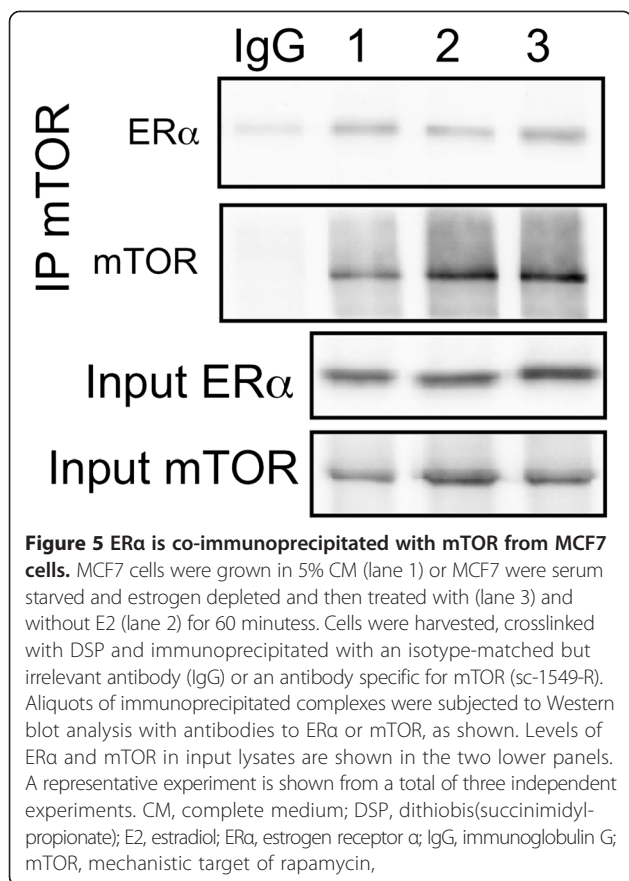 IgG 1 2 3
IP mTOR
ERα
mTOR
Input ERα
Input mTOR
Figure 5 ERα is co-immunoprecipitated with mTOR from MCF7
cells. MCF7 cells were grown in 5% CM (lane 1) or MCF7 were serum
starved and estrogen depleted and then treated with (lane 3) and
without E2 (lane 2) for 60 minutess. Cells were harvested, crosslinked
with DSP and immunoprecipitated with an isotype-matched but
irrelevant antibody (IgG) or an antibody specific for mTOR (sc-1549-R).
Aliquots of immunoprecipitated complexes were subjected to Western
blot analysis with antibodies to ERα or mTOR, as shown. Levels of
ERα and mTOR in input lysates are shown in the two lower panels.
A representative experiment is shown from a total of three independent
experiments. CM, complete medium; DSP, dithiobis(succinimidyl-
propionate); E2, estradiol; ERα, estrogen receptor α; IgG, immunoglobulin G;
mTOR, mechanistic target of rapamycin,